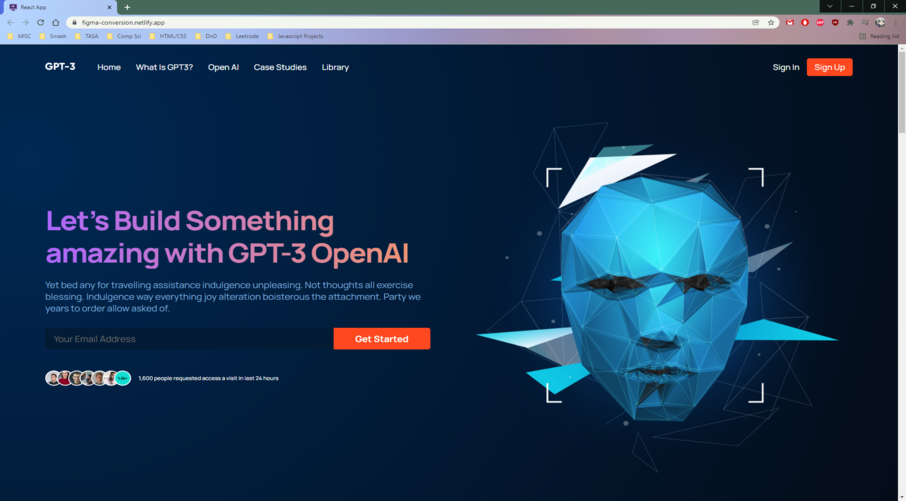 React App
figma-conversion.netlify.app
MISC Smash TASA Comp Sci HTML/CSS DnD Leetcode Javascript Projects Reading list
GPT-3 Home What Is GPT3? Open AI Case Studies Library Sign In Sign Up
Let's Build Something
amazing with GPT-3 OpenAI
Yet bed any for travelling assistance indulgence unpleasing. Not thoughts all exercise
blessing. Indulgence way everything joy alteration boisterous the attachment. Party we
years to order allow asked of.
Your Email Address Get Started
1,600 people requested access a visit in last 24 hours